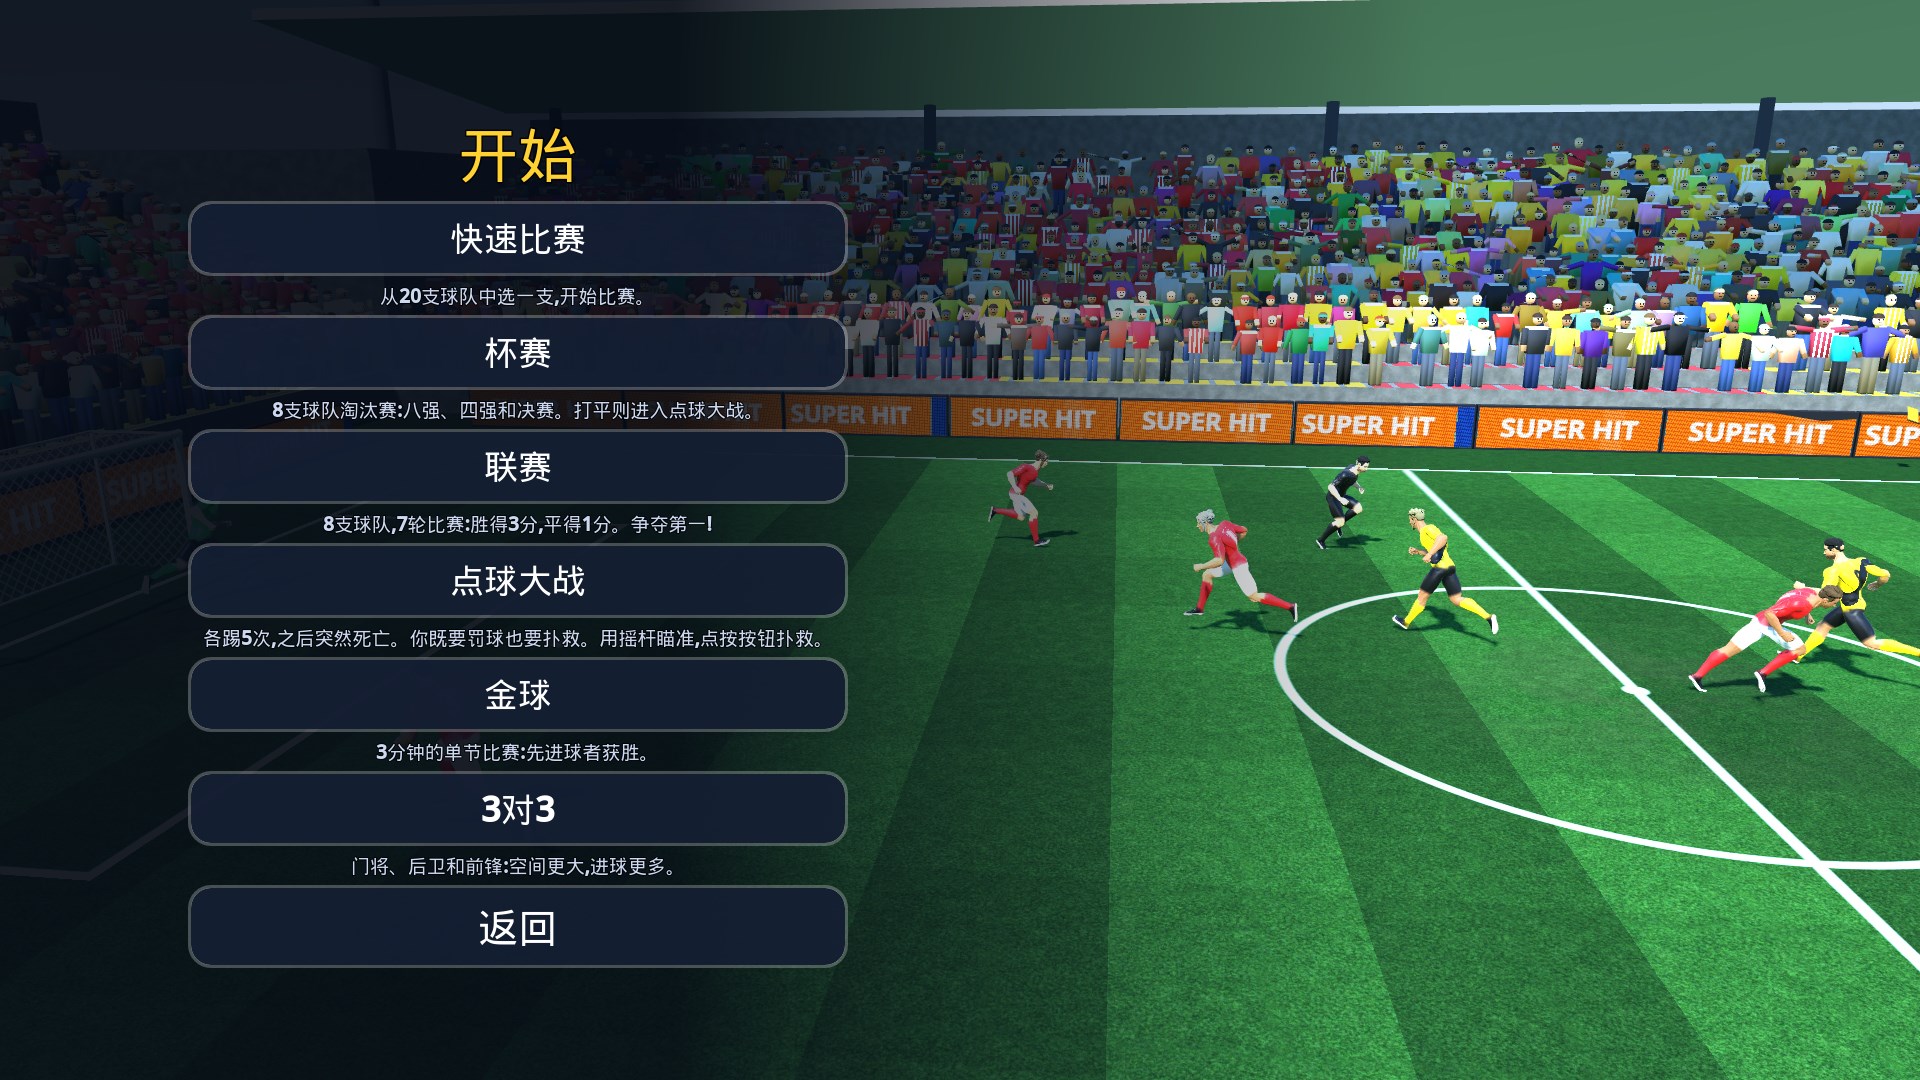 开始
快速比赛
从20支球队中选一支,开始比赛。
杯赛
8支球队淘汰赛:八强、四强和决赛。打平则进入点球大战。
SUPER HIT SUPER HIT SUPER HIT SUPER HIT SUPER HIT SUPER HIT SUP
联赛
HIT SUPER
8支球队,7轮比赛:胜得3分,平得1分。争夺第一!
点球大战
各踢5次,之后突然死亡。你既要罚球也要扑救。用摇杆瞄准,点按按钮扑救。
金球
3分钟的单节比赛:先进球者获胜。
3对3
门将、后卫和前锋:空间更大,进球更多。
返回